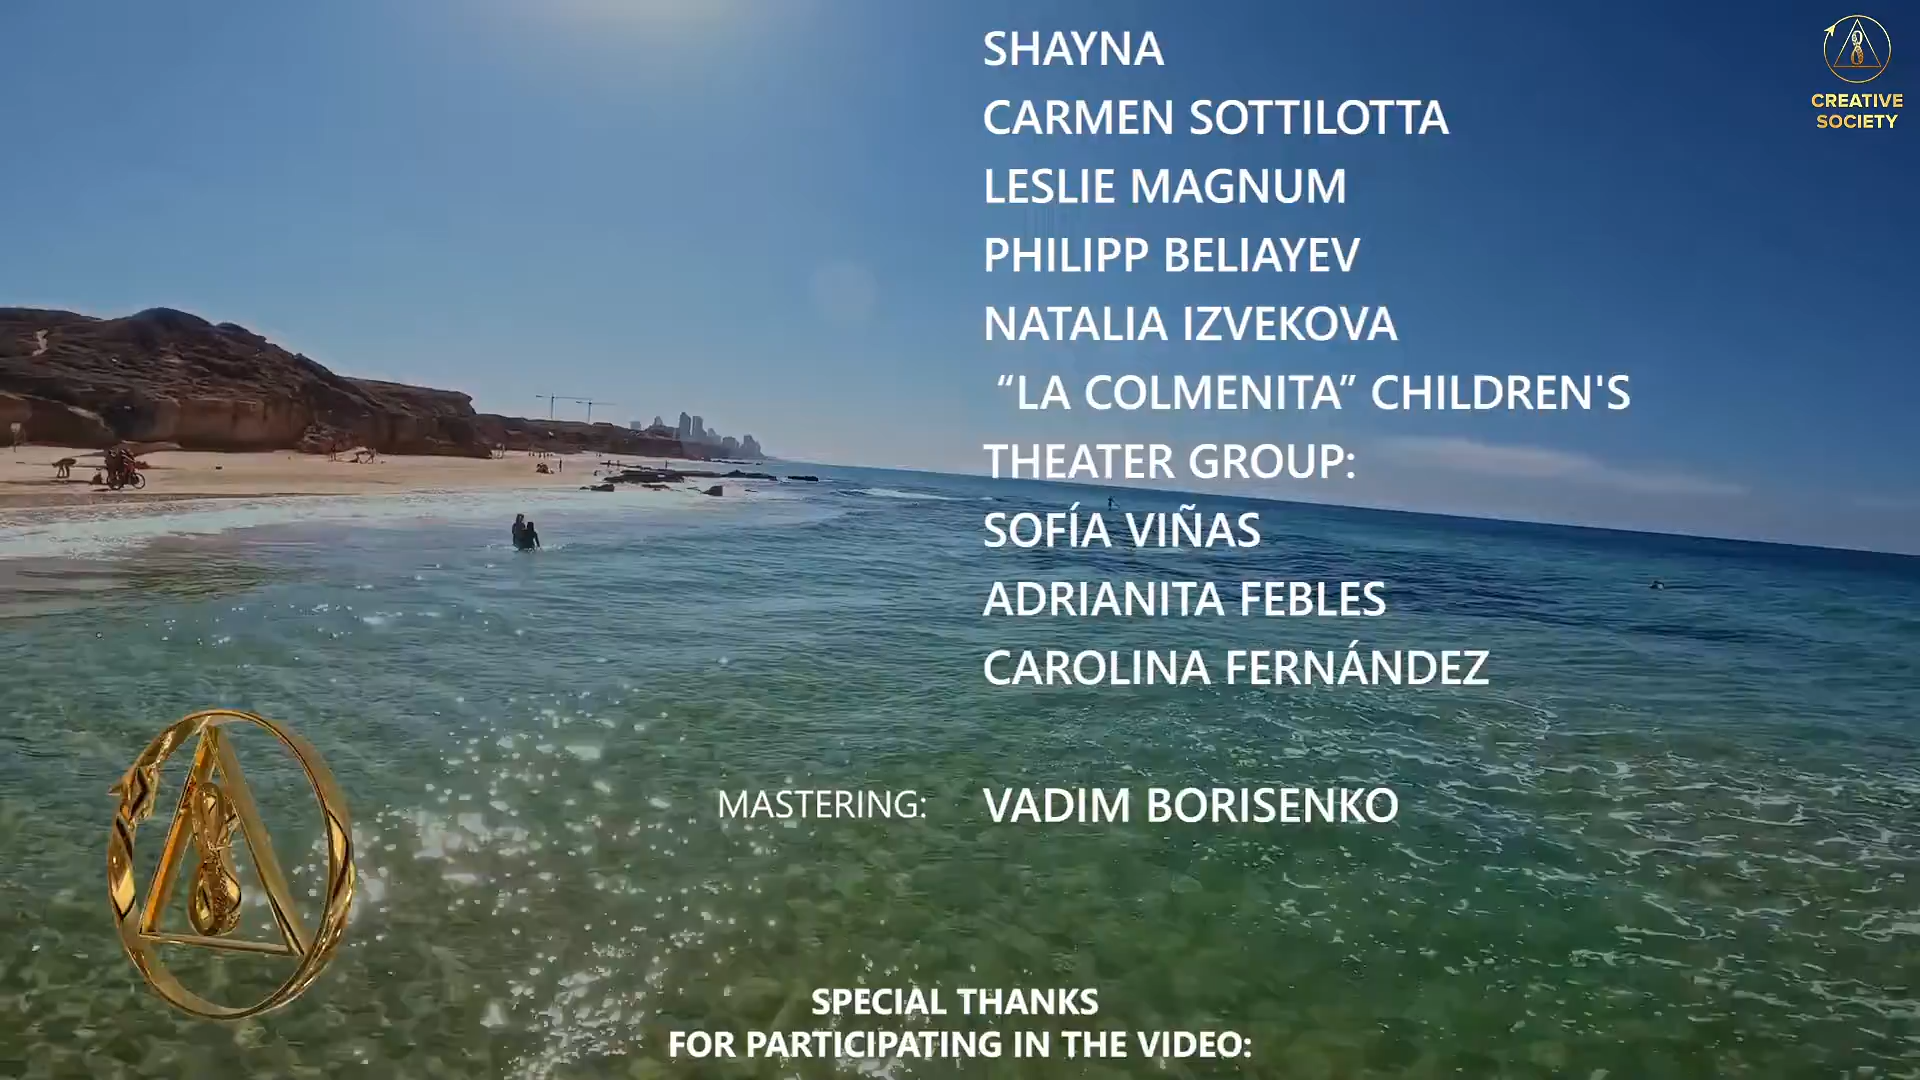 CREATIVE
SOCIETY
SHAYNA
CARMEN SOTTILOTTA
LESLIE MAGNUM
PHILIPP BELIAYEV
NATALIA IZVEKOVA
“LA COLMENITA” CHILDREN'S
THEATER GROUP:
SOFÍA VIÑAS
ADRIANITA FEBLES
CAROLINA FERNÁNDEZ
MASTERING: VADIM BORISENKO
SPECIAL THANKS
FOR PARTICIPATING IN THE VIDEO: